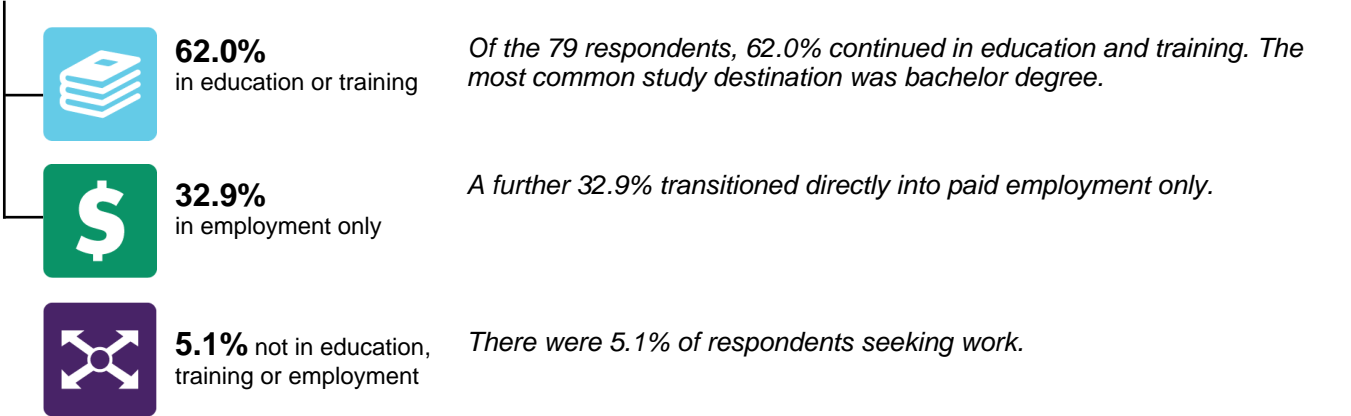 62.0%
in education or training
Of the 79 respondents, 62.0% continued in education and training. The
most common study destination was bachelor degree.
$
32.9%
in employment only
A further 32.9% transitioned directly into paid employment only.
5.1% not in education,
training or employment
There were 5.1% of respondents seeking work.